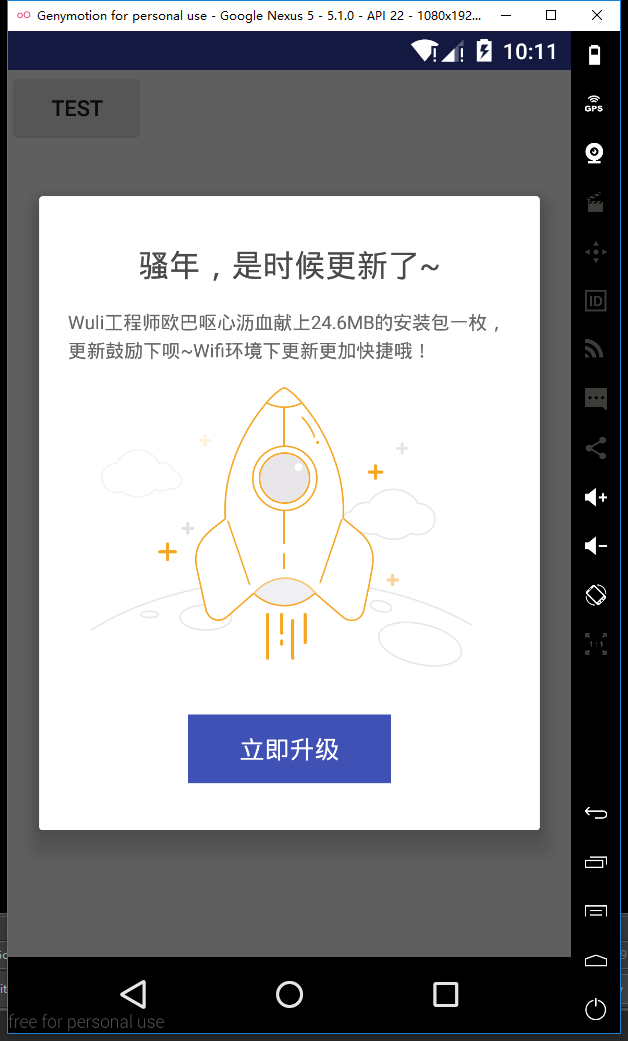 Genymotion for personal use - Google Nexus 5 - 5.1.0 - API 22 - 1080x192...
10:11
TEST
GPS
骚年，是时候更新了~
Wuli工程师欧巴呕心沥血献上24.6MB的安装包一枚，
更新鼓励下呗~Wifi环境下更新更加快捷哦！
ID
1:1
立即升级
free for personal use